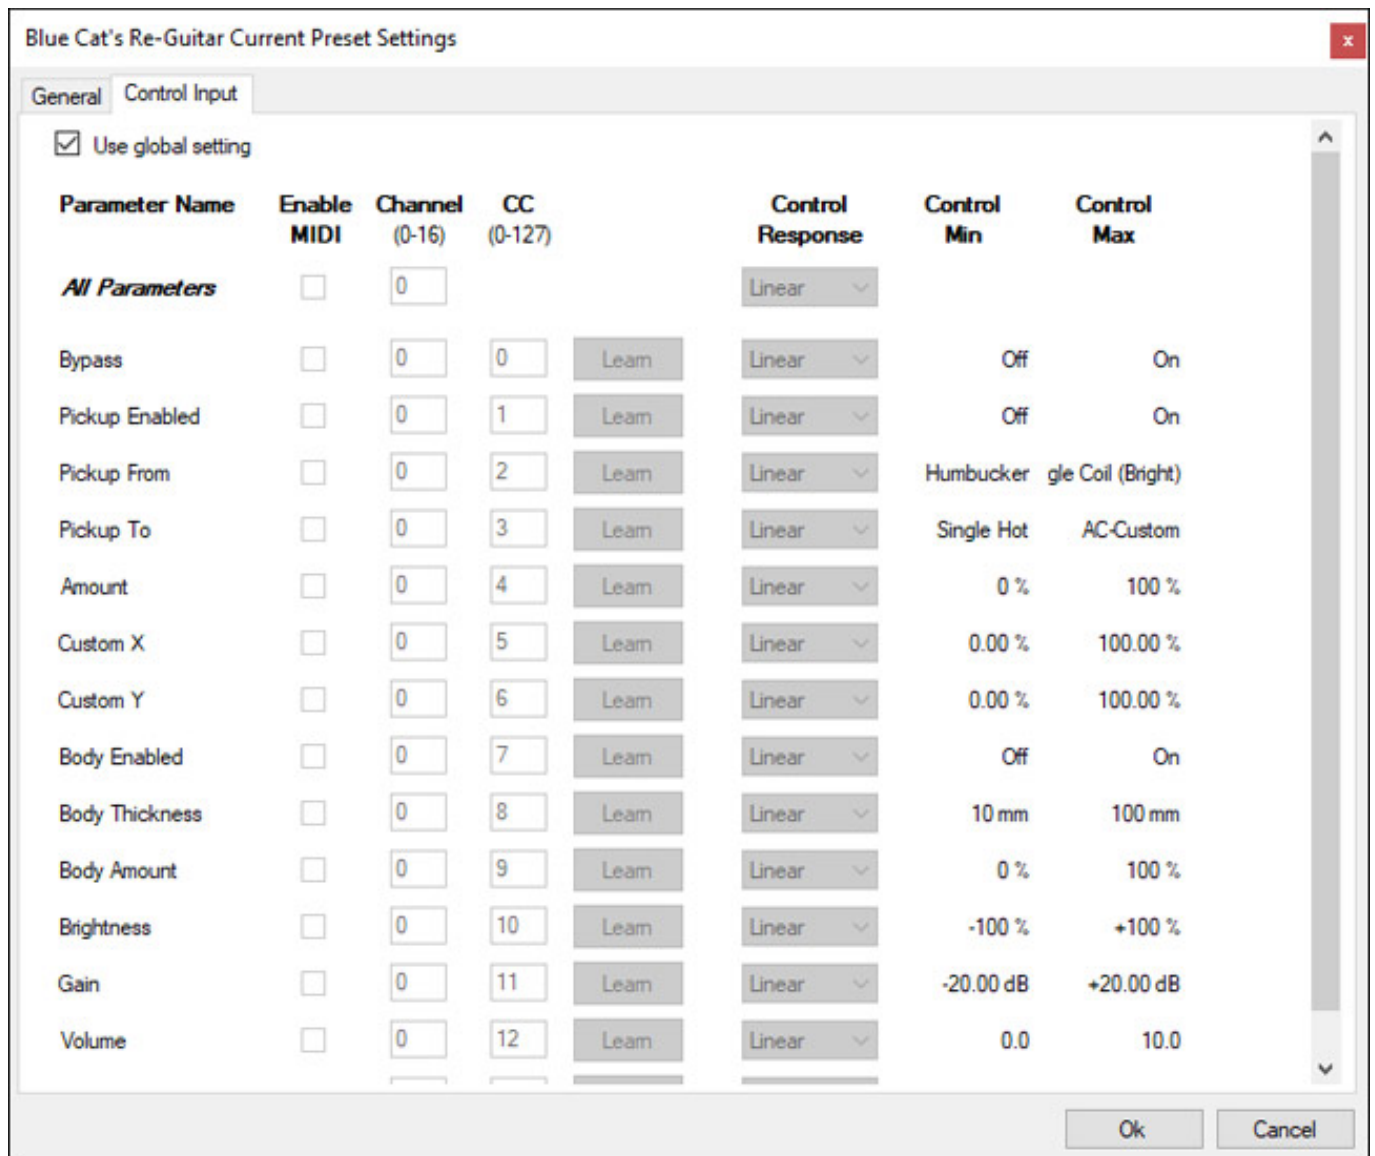 Blue Cat's Re-Guitar Current Preset Settings
x
General Control Input
Use global setting
Parameter Name Enable MIDI Channel (0-16) CC (0-127) Control Response Control Min Control Max
All Parameters 0 Linear
Bypass 0 0 Learn Linear Off On
Pickup Enabled 0 1 Learn Linear Off On
Pickup From 0 2 Learn Linear Humbucker gle Coil (Bright)
Pickup To 0 3 Learn Linear Single Hot AC-Custom
Amount 0 4 Learn Linear 0 % 100 %
Custom X 0 5 Learn Linear 0.00 % 100.00 %
Custom Y 0 6 Learn Linear 0.00 % 100.00 %
Body Enabled 0 7 Learn Linear Off On
Body Thickness 0 8 Learn Linear 10 mm 100 mm
Body Amount 0 9 Learn Linear 0 % 100 %
Brightness 0 10 Learn Linear -100 % +100 %
Gain 0 11 Learn Linear -20.00 dB +20.00 dB
Volume 0 12 Learn Linear 0.0 10.0
Ok Cancel